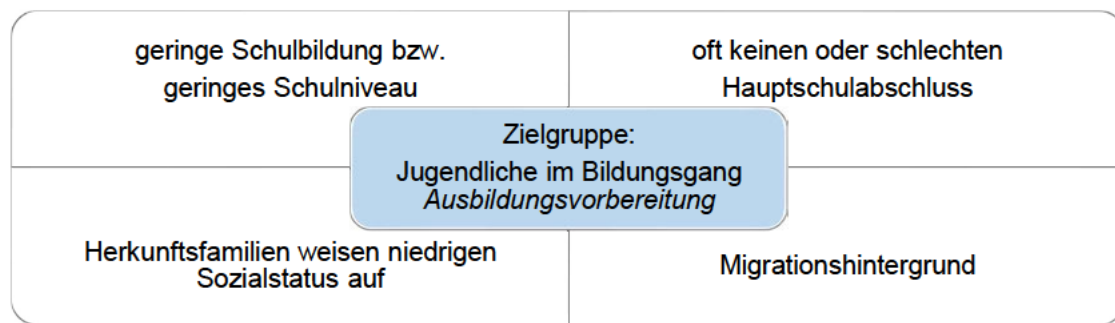 geringe Schulbildung bzw.
geringes Schulniveau
oft keinen oder schlechten
Hauptschulabschluss
Zielgruppe:
Jugendliche im Bildungsgang
Ausbildungsvorbereitung
Herkunftsfamilien weisen niedrigen
Sozialstatus auf
Migrationshintergrund